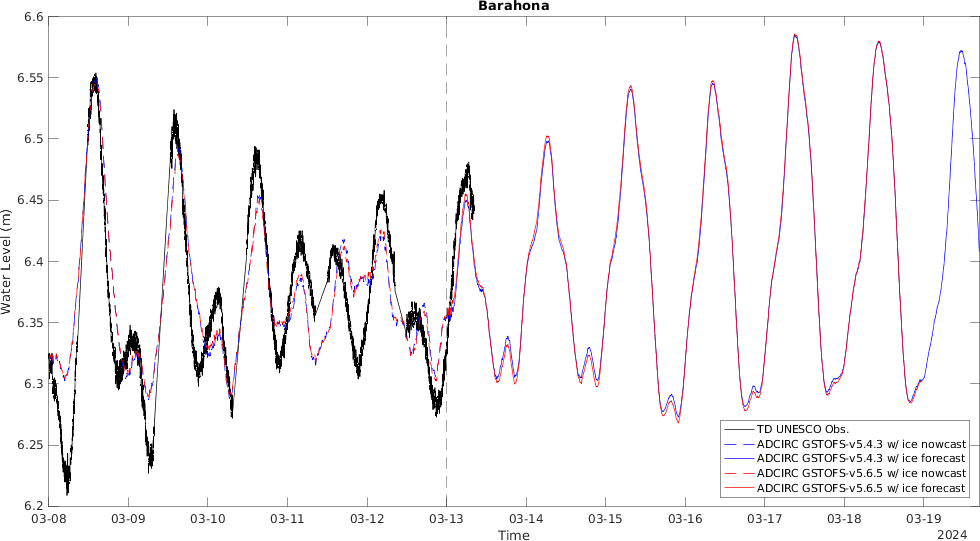 Barahona
6.6
6.55
6.5
6.45
6.4
6.35
6.3
6.25
6.2
Water Level (m)
03-08 03-09 03-10 03-11 03-12 03-13 03-14 03-15 03-16 03-17 03-18 03-19
Time
2024
TD UNESCO Obs.
ADCIRC GSTOFS-v5.4.3 w/ ice nowcast
ADCIRC GSTOFS-v5.4.3 w/ ice forecast
ADCIRC GSTOFS-v5.6.5 w/ ice nowcast
ADCIRC GSTOFS-v5.6.5 w/ ice forecast